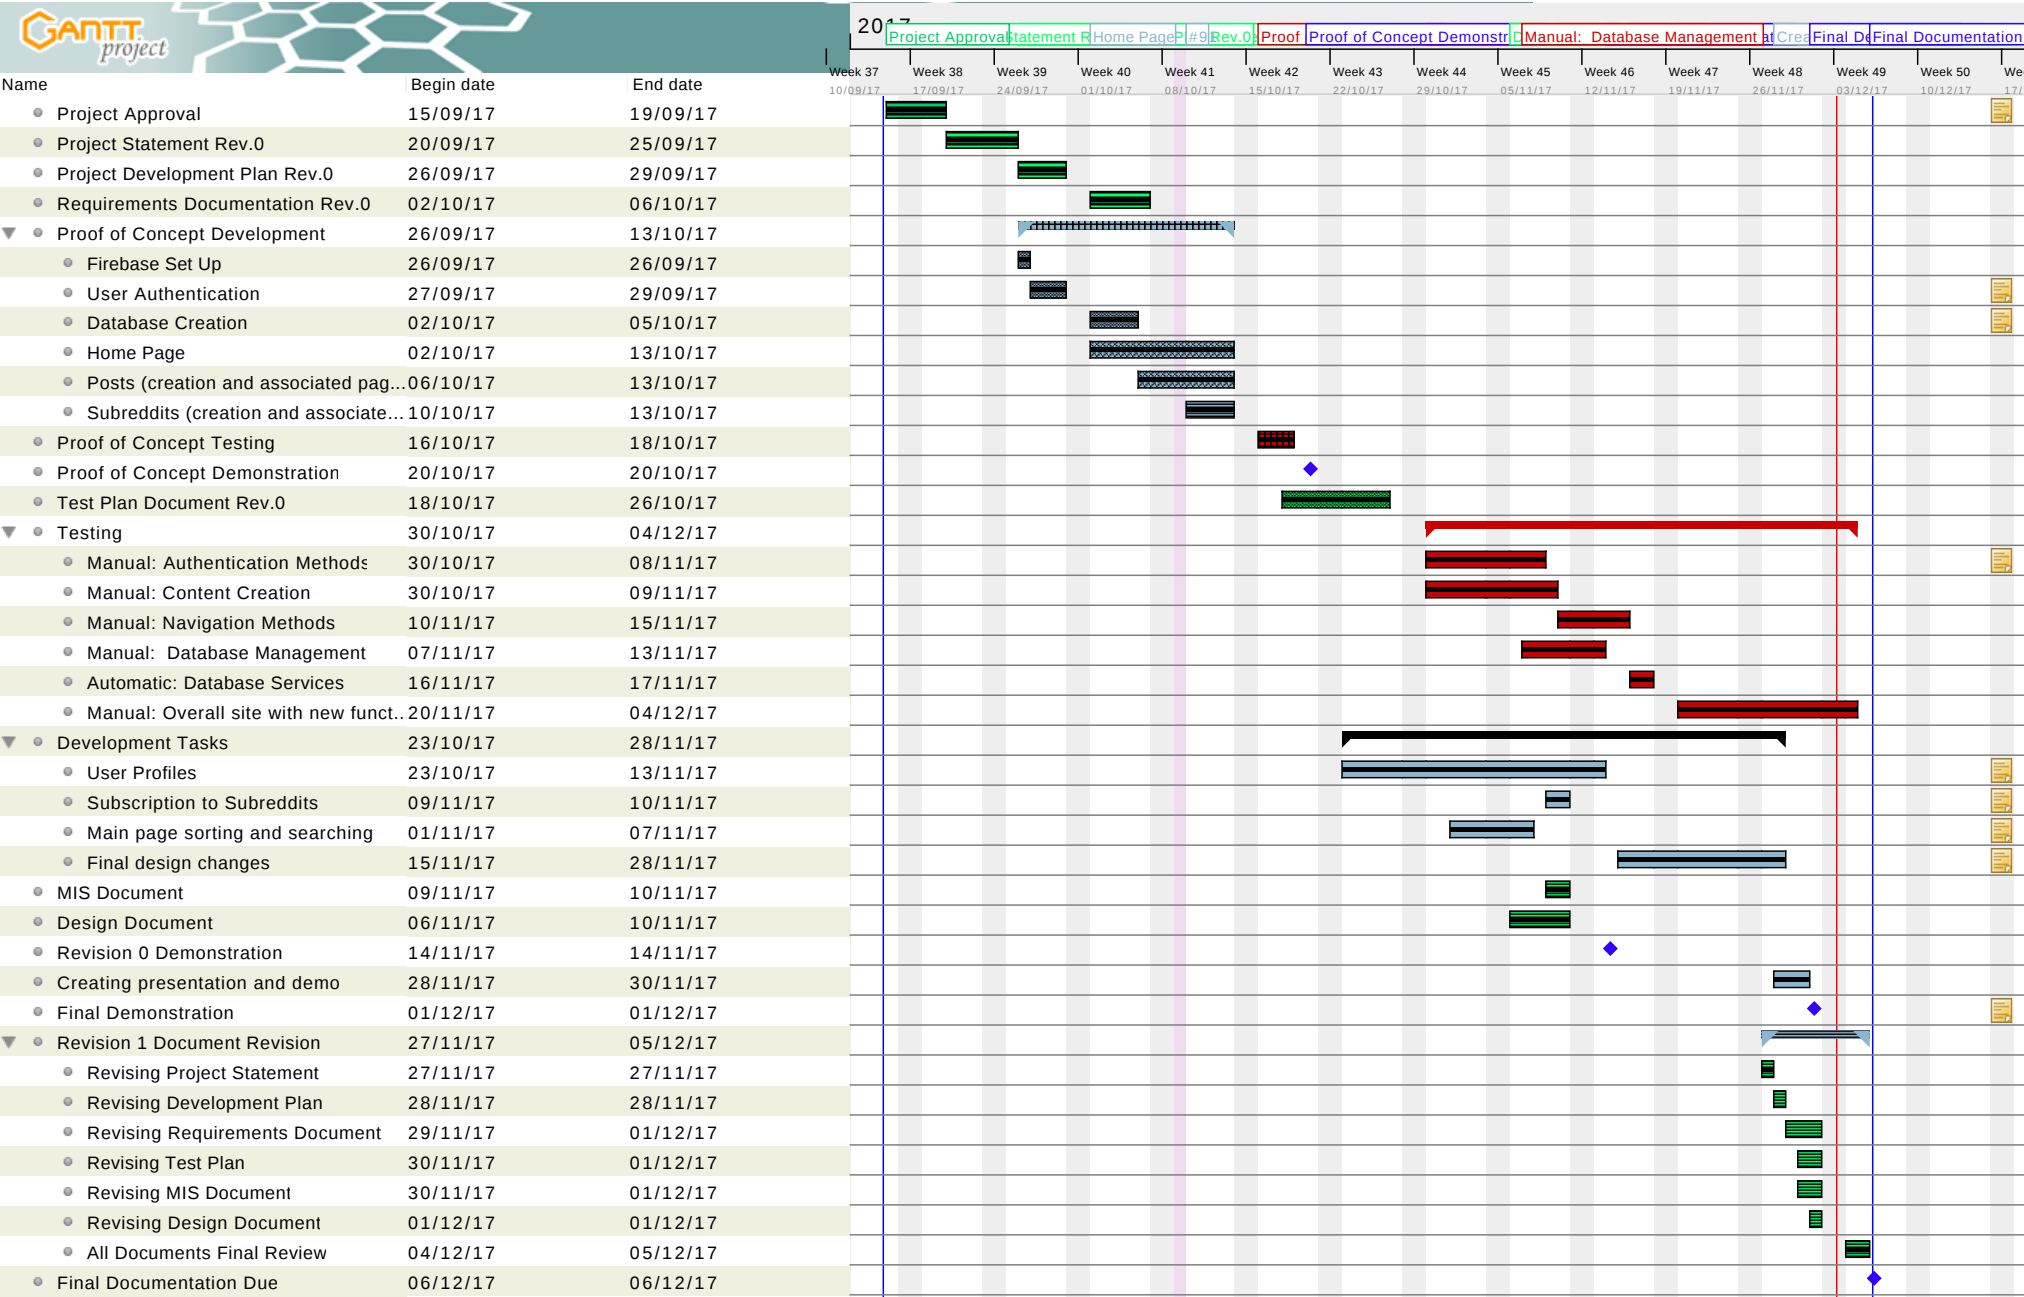 GANTT
project
2017
Project Approval Statement R Home Page P #9 Rev.0 Proof Proof of Concept Demonstr D Manual:  Database Management at Crea Final De Final Documentation
Week 37 Week 38 Week 39 Week 40 Week 41 Week 42 Week 43 Week 44 Week 45 Week 46 Week 47 Week 48 Week 49 Week 50 We
Name Begin date End date
10/09/17 17/09/17 24/09/17 01/10/17 08/10/17 15/10/17 22/10/17 29/10/17 05/11/17 12/11/17 19/11/17 26/11/17 03/12/17 10/12/17 17/
Project Approval 15/09/17 19/09/17
Project Statement Rev.0 20/09/17 25/09/17
Project Development Plan Rev.0 26/09/17 29/09/17
Requirements Documentation Rev.0 02/10/17 06/10/17
Proof of Concept Development 26/09/17 13/10/17
Firebase Set Up 26/09/17 26/09/17
User Authentication 27/09/17 29/09/17
Database Creation 02/10/17 05/10/17
Home Page 02/10/17 13/10/17
Posts (creation and associated pag... 06/10/17 13/10/17
Subreddits (creation and associate... 10/10/17 13/10/17
Proof of Concept Testing 16/10/17 18/10/17
Proof of Concept Demonstration 20/10/17 20/10/17
Test Plan Document Rev.0 18/10/17 26/10/17
Testing 30/10/17 04/12/17
Manual: Authentication Methods 30/10/17 08/11/17
Manual: Content Creation 30/10/17 09/11/17
Manual: Navigation Methods 10/11/17 15/11/17
Manual:  Database Management 07/11/17 13/11/17
Automatic: Database Services 16/11/17 17/11/17
Manual: Overall site with new funct.. 20/11/17 04/12/17
Development Tasks 23/10/17 28/11/17
User Profiles 23/10/17 13/11/17
Subscription to Subreddits 09/11/17 10/11/17
Main page sorting and searching 01/11/17 07/11/17
Final design changes 15/11/17 28/11/17
MIS Document 09/11/17 10/11/17
Design Document 06/11/17 10/11/17
Revision 0 Demonstration 14/11/17 14/11/17
Creating presentation and demo 28/11/17 30/11/17
Final Demonstration 01/12/17 01/12/17
Revision 1 Document Revision 27/11/17 05/12/17
Revising Project Statement 27/11/17 27/11/17
Revising Development Plan 28/11/17 28/11/17
Revising Requirements Document 29/11/17 01/12/17
Revising Test Plan 30/11/17 01/12/17
Revising MIS Document 30/11/17 01/12/17
Revising Design Document 01/12/17 01/12/17
All Documents Final Review 04/12/17 05/12/17
Final Documentation Due 06/12/17 06/12/17